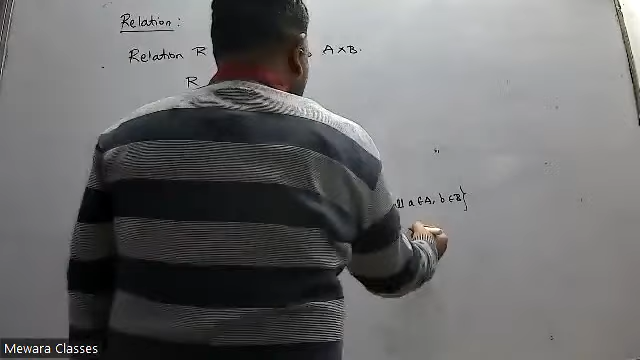 Relation:
Relation R A×B.
R
a∈A, b∈B}
Mewara Classes